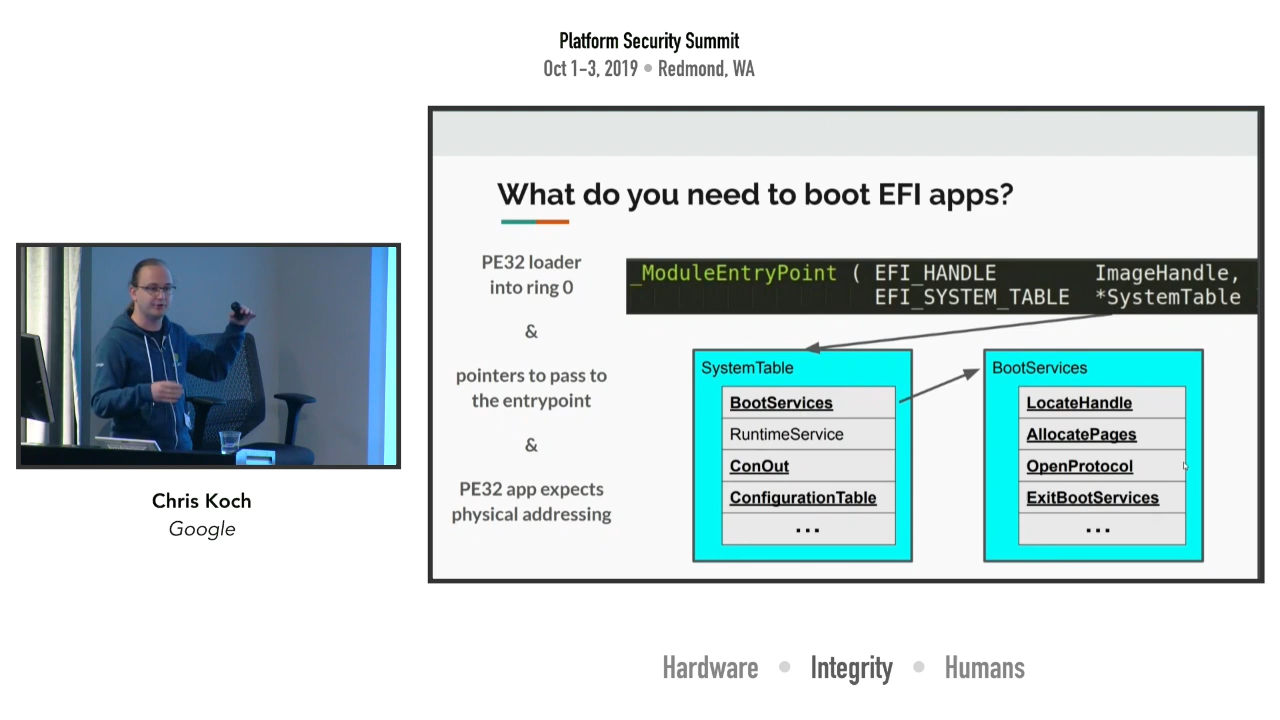 Platform Security Summit
Oct 1-3, 2019 • Redmond, WA
What do you need to boot EFI apps?
PE32 loader
into ring 0
&
pointers to pass to
the entrypoint
&
PE32 app expects
physical addressing
_ModuleEntryPoint ( EFI_HANDLE ImageHandle,
EFI_SYSTEM_TABLE *SystemTable
SystemTable
BootServices
RuntimeService
ConOut
ConfigurationTable
...
BootServices
LocateHandle
AllocatePages
OpenProtocol
ExitBootServices
...
Chris Koch
Google
Hardware • Integrity • Humans